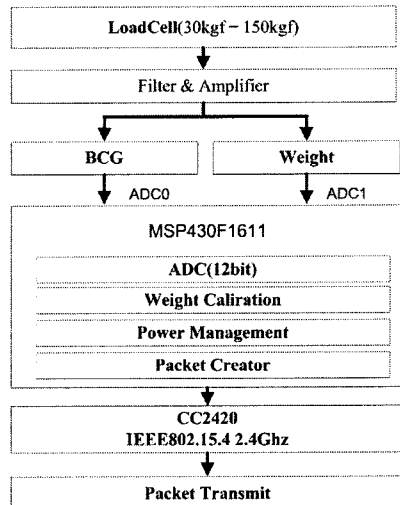 LoadCell(30kgf – 150kgf)
Filter & Amplifier
BCG
Weight
ADC0
ADC1
MSP430F1611
ADC(12bit)
Weight Caliration
Power Management
Packet Creator
CC2420
IEEE802.15.4 2.4Ghz
Packet Transmit